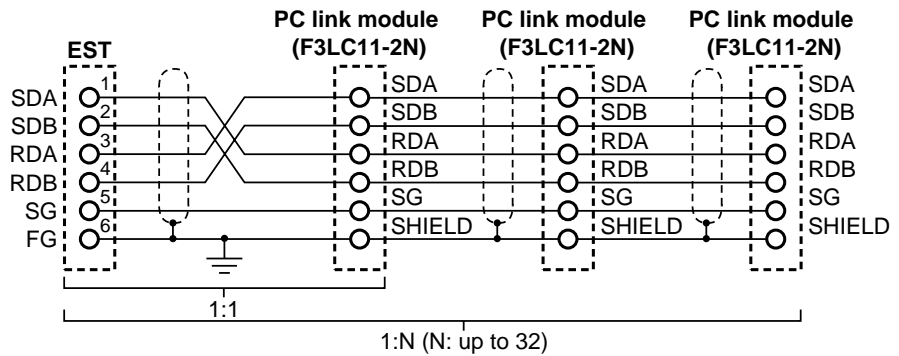 PC link module
(F3LC11-2N)
PC link module
(F3LC11-2N)
PC link module
(F3LC11-2N)
EST
SDA 1 SDA SDA SDA
SDB 2 SDB SDB SDB
RDA 3 RDA RDA RDA
RDB 4 RDB RDB RDB
SG 5 SG SG SG
FG 6 SHIELD SHIELD SHIELD
1:1
1:N (N: up to 32)